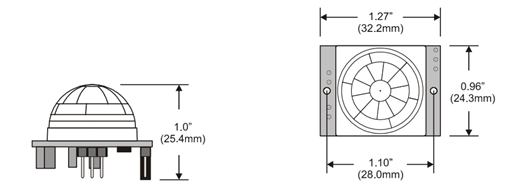 1.27"
(32.2mm)
1.0"
(25.4mm)
0.96"
(24.3mm)
1.10"
(28.0mm)